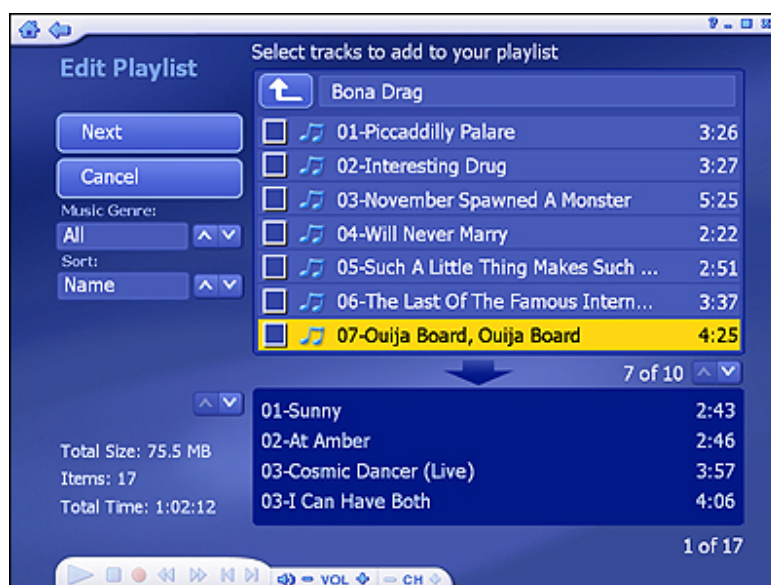 Edit Playlist
Select tracks to add to your playlist
Bona Drag
Next
Cancel
Music Genre:
All
Sort:
Name
01-Piccaddilly Palare 3:26
02-Interesting Drug 3:27
03-November Spawned A Monster 5:25
04-Will Never Marry 2:22
05-Such A Little Thing Makes Such ... 2:51
06-The Last Of The Famous Intern... 3:37
07-Ouija Board, Ouija Board 4:25
7 of 10
01-Sunny 2:43
02-At Amber 2:46
03-Cosmic Dancer (Live) 3:57
03-I Can Have Both 4:06
Total Size: 75.5 MB
Items: 17
Total Time: 1:02:12
1 of 17
VOL CH